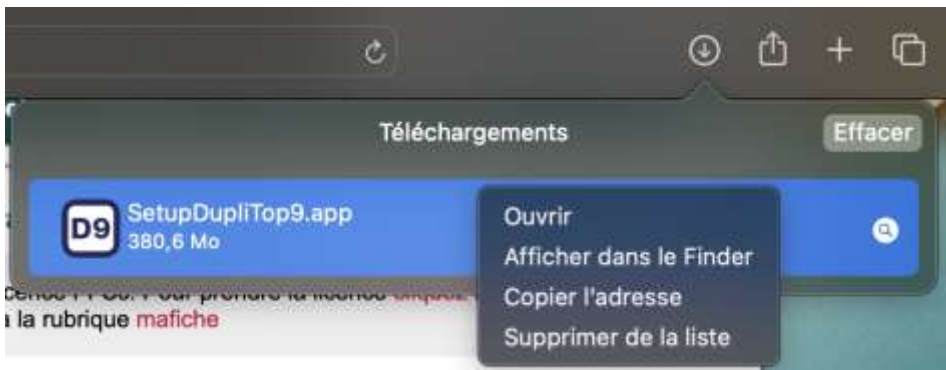 Téléchargements
Effacer
D9
SetupDupliTop9.app
380,6 Mo
Ouvrir
Afficher dans le Finder
Copier l'adresse
Supprimer de la liste
à la rubrique mafiche